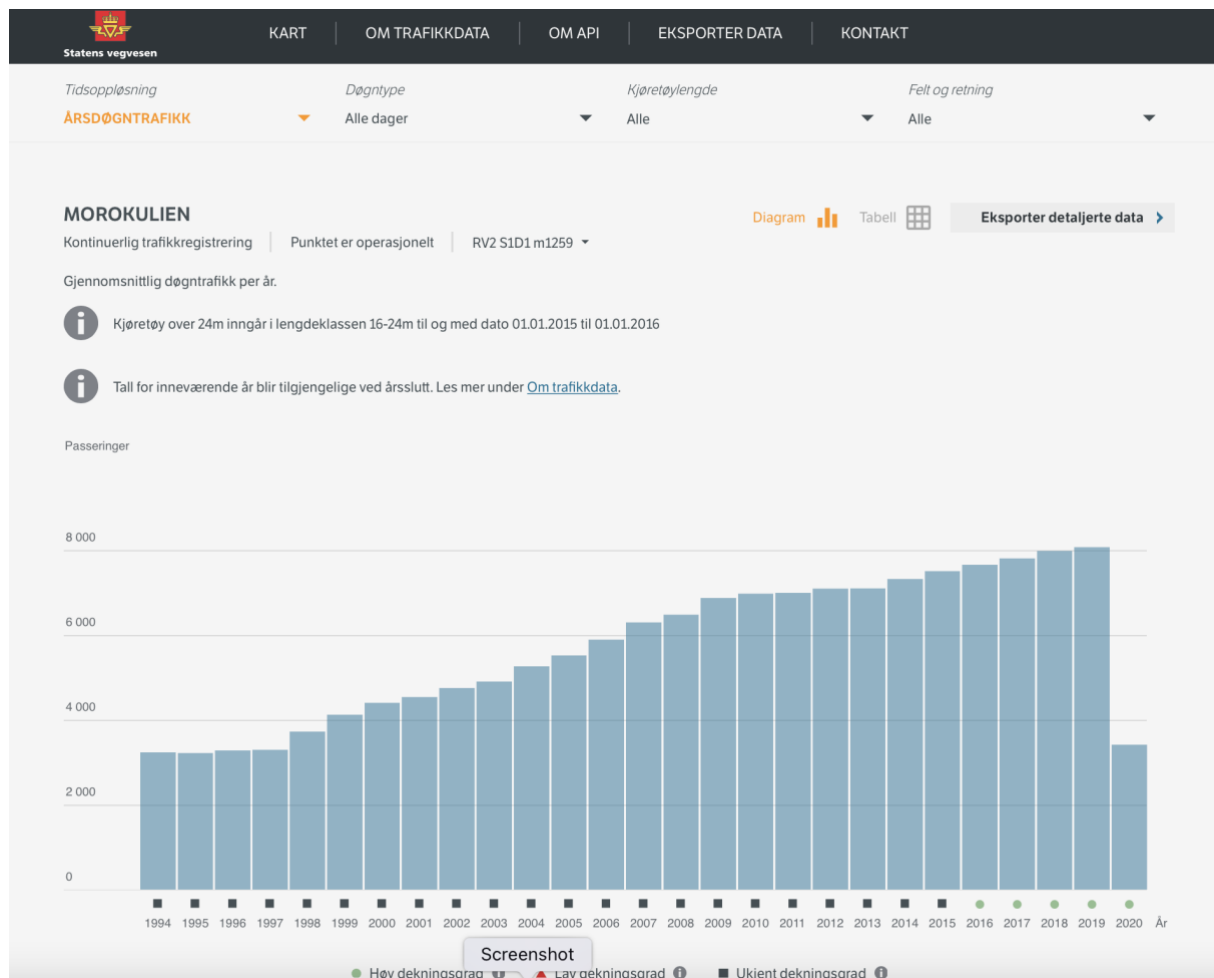 KART OM TRAFIKKDATA OM API EKSPORTER DATA KONTAKT
Statens vegvesen
Tidsoppløsning Døgntype Kjøretøylengde Felt og retning
ÅRSDØGNTRAFIKK Alle dager Alle Alle
MOROKULIEN
Diagram Tabell Eksporter detaljerte data
Kontinuerlig trafikkregistrering Punktet er operasjonelt RV2 S1D1 m1259
Gjennomsnittlig døgntrafikk per år.
Kjøretøy over 24m inngår i lengdeklassen 16-24m til og med dato 01.01.2015 til 01.01.2016
Tall for inneværende år blir tilgjengelige ved årsslutt. Les mer under Om trafikkdata.
Passeringer
8 000
6 000
4 000
2 000
0
1994 1995 1996 1997 1998 1999 2000 2001 2002 2003 2004 2005 2006 2007 2008 2009 2010 2011 2012 2013 2014 2015 2016 2017 2018 2019 2020 År
Screenshot
Høy dekningsgrad Lav dekningsgrad Ukjent dekningsgrad